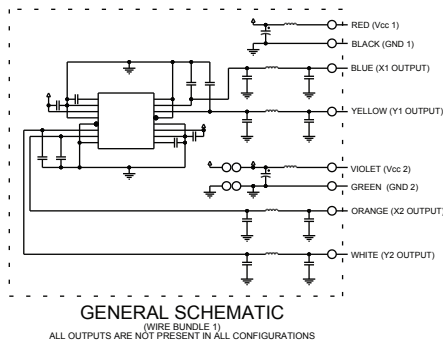 RED (Vcc 1)
BLACK (GND 1)
BLUE (X1 OUTPUT)
YELLOW (Y1 OUTPUT)
VIOLET (Vcc 2)
GREEN (GND 2)
ORANGE (X2 OUTPUT)
WHITE (Y2 OUTPUT)
GENERAL SCHEMATIC
(WIRE BUNDLE 1)
ALL OUTPUTS ARE NOT PRESENT IN ALL CONFIGURATIONS